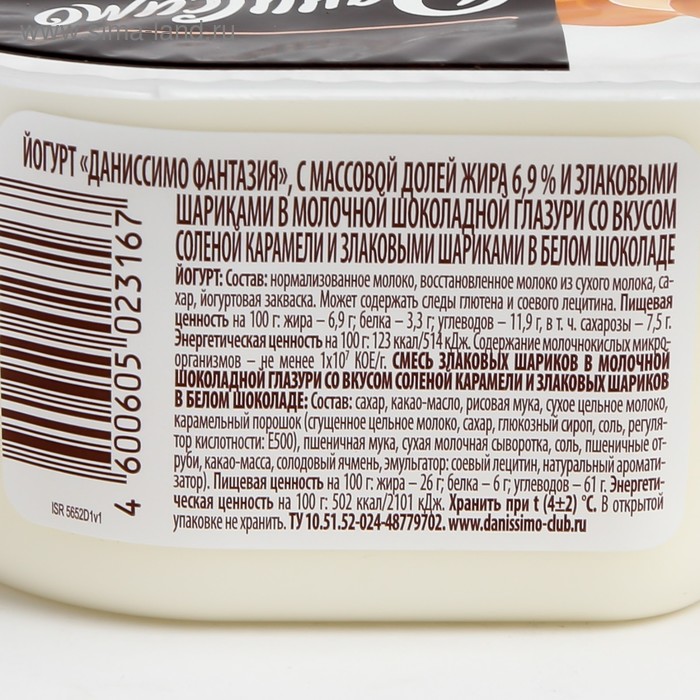 www.sima-land.ru
Даниссимо
ЙОГУРТ «ДАНИССИМО ФАНТАЗИЯ», С МАССОВОЙ ДОЛЕЙ ЖИРА 6,9 % И ЗЛАКОВЫМИ
ШАРИКАМИ В МОЛОЧНОЙ ШОКОЛАДНОЙ ГЛАЗУРИ СО ВКУСОМ
СОЛЕНОЙ КАРАМЕЛИ И ЗЛАКОВЫМИ ШАРИКАМИ В БЕЛОМ ШОКОЛАДЕ
ЙОГУРТ: Состав: нормализованное молоко, восстановленное молоко из сухого молока, са-
хар, йогуртовая закваска. Может содержать следы глютена и соевого лецитина. Пищевая
ценность на 100 г: жира – 6,9 г; белка – 3,3 г; углеводов – 11,9 г, в т. ч. сахарозы – 7,5 г.
Энергетическая ценность на 100 г: 123 ккал/514 кДж. Содержание молочнокислых микро-
организмов – не менее 1х10⁷ КОЕ/г. СМЕСЬ ЗЛАКОВЫХ ШАРИКОВ В МОЛОЧНОЙ
ШОКОЛАДНОЙ ГЛАЗУРИ СО ВКУСОМ СОЛЕНОЙ КАРАМЕЛИ И ЗЛАКОВЫХ ШАРИКОВ
В БЕЛОМ ШОКОЛАДЕ: Состав: сахар, какао-масло, рисовая мука, сухое цельное молоко,
карамельный порошок (сгущенное цельное молоко, сахар, глюкозный сироп, соль, регуля-
тор кислотности: Е500), пшеничная мука, сухая молочная сыворотка, соль, пшеничные от-
руби, какао-масса, солодовый ячмень, эмульгатор: соевый лецитин, натуральный аромати-
затор). Пищевая ценность на 100 г: жира – 26 г; белка – 6 г; углеводов – 61 г. Энергети-
ческая ценность на 100 г: 502 ккал/2101 кДж. Хранить при t (4±2) °С. В открытой
упаковке не хранить. ТУ 10.51.52-024-48779702. www.danissimo-club.ru
4 600605 023167
ISR 5652D1v1